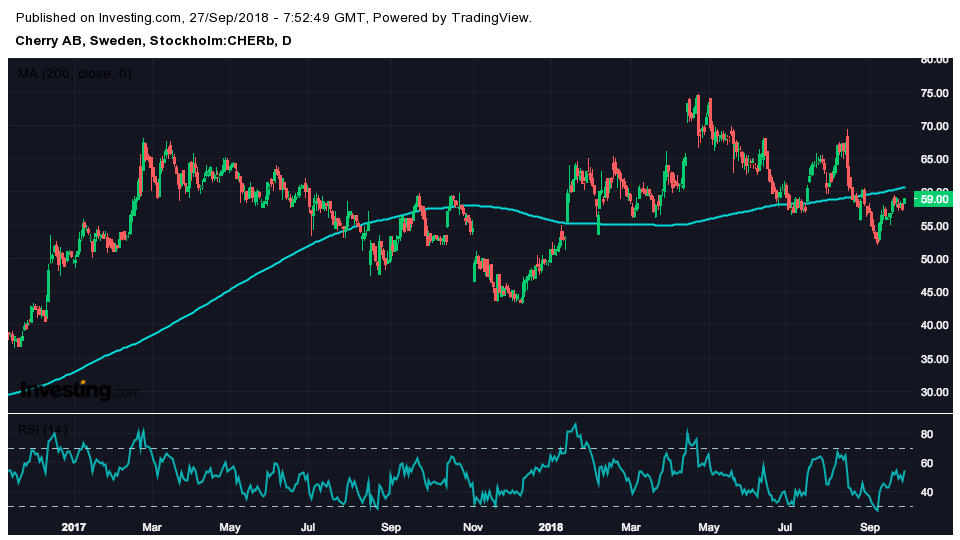 Published on Investing.com, 27/Sep/2018 - 7:52:49 GMT, Powered by TradingView.
Cherry AB, Sweden, Stockholm:CHERb, D
MA (200, close, 0)
80.00
75.00
70.00
65.00
60.00
59.00
55.00
50.00
45.00
40.00
35.00
30.00
Investing.com
RSI (14)
80
60
40
2017 Mar May Jul Sep Nov 2018 Mar May Jul Sep